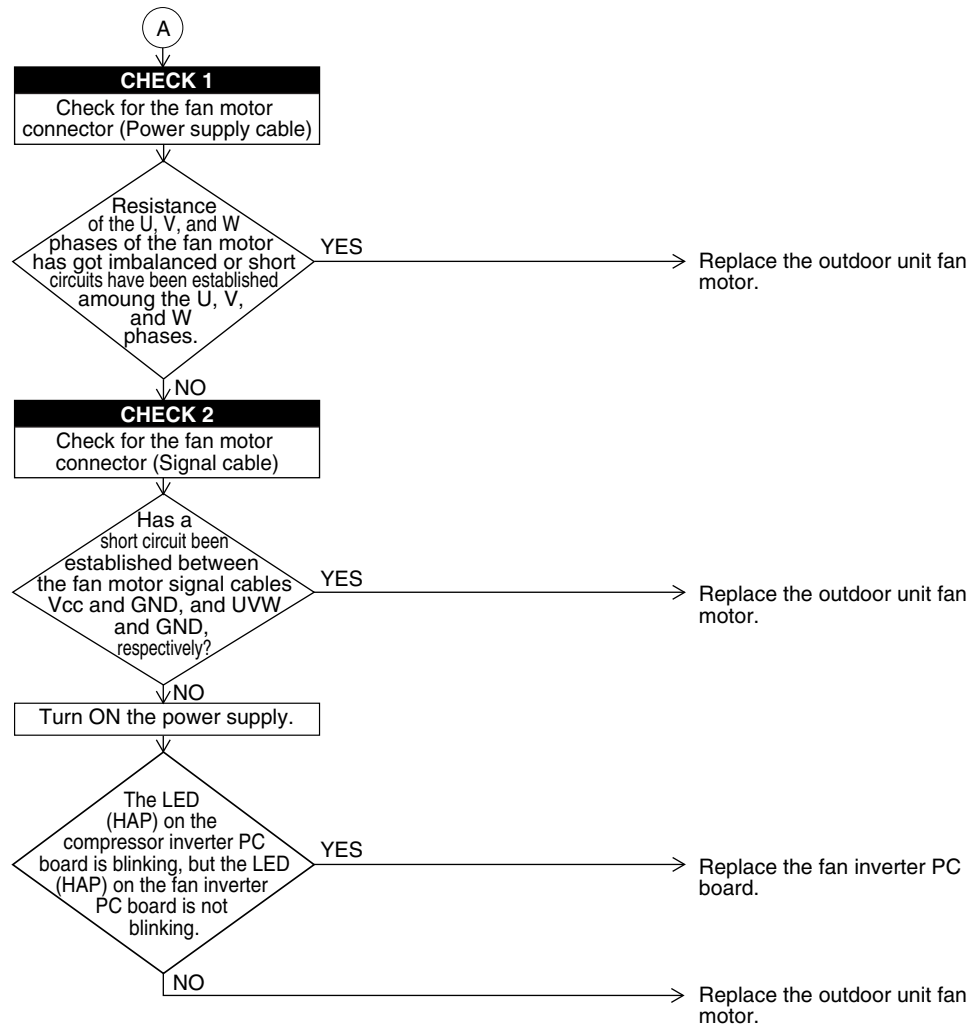 A
CHECK 1
Check for the fan motor
connector (Power supply cable)
Resistance
of the U, V, and W
phases of the fan motor
has got imbalanced or short
circuits have been established
amoung the U, V,
and W
phases.
YES
Replace the outdoor unit fan
motor.
NO
CHECK 2
Check for the fan motor
connector (Signal cable)
Has a
short circuit been
established between
the fan motor signal cables
Vcc and GND, and UVW
and GND,
respectively?
YES
Replace the outdoor unit fan
motor.
NO
Turn ON the power supply.
The LED
(HAP) on the
compressor inverter PC
board is blinking, but the LED
(HAP) on the fan inverter
PC board is not
blinking.
YES
Replace the fan inverter PC
board.
NO
Replace the outdoor unit fan
motor.